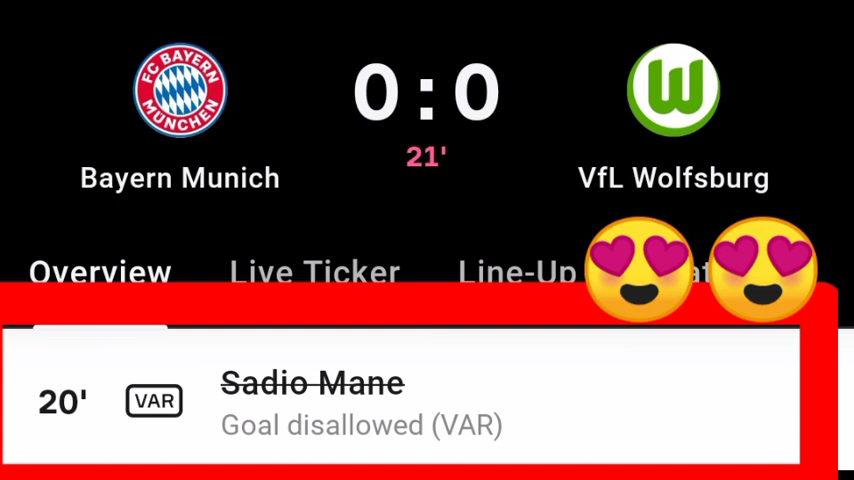 FC BAYERN
MÜNCHEN
0:0
21'
Bayern Munich
VfL Wolfsburg
Overview Live Ticker Line-Up
20' VAR Sadio Mane
Goal disallowed (VAR)